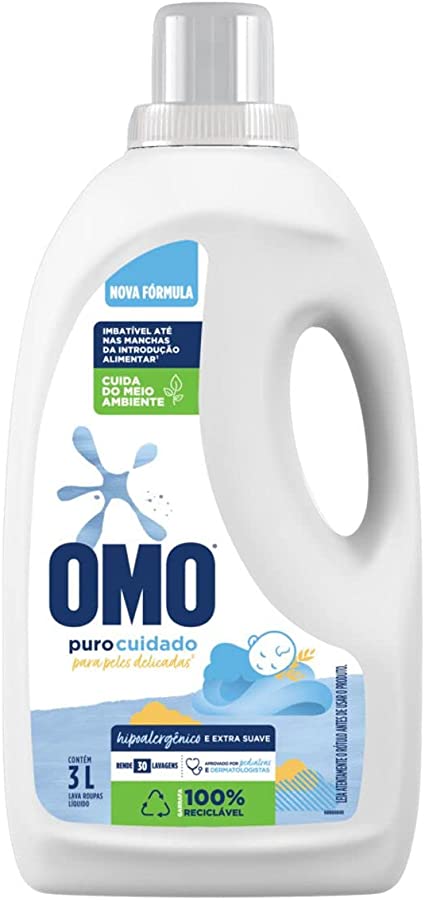 NOVA FÓRMULA
IMBATÍVEL ATÉ
NAS MANCHAS
DA INTRODUÇÃO
ALIMENTAR¹
CUIDA
DO MEIO
AMBIENTE
OMO®
puro cuidado
para peles delicadas
hipoalergênico E EXTRA SUAVE
RENDE 30 LAVAGENS
APROVADO POR pediatras
E DERMATOLOGISTAS
CONTÉM
3 L
LAVA ROUPAS
LÍQUIDO
GARRAFA
100%
RECICLÁVEL
LEIA ATENTAMENTE O RÓTULO ANTES DE USAR O PRODUTO.